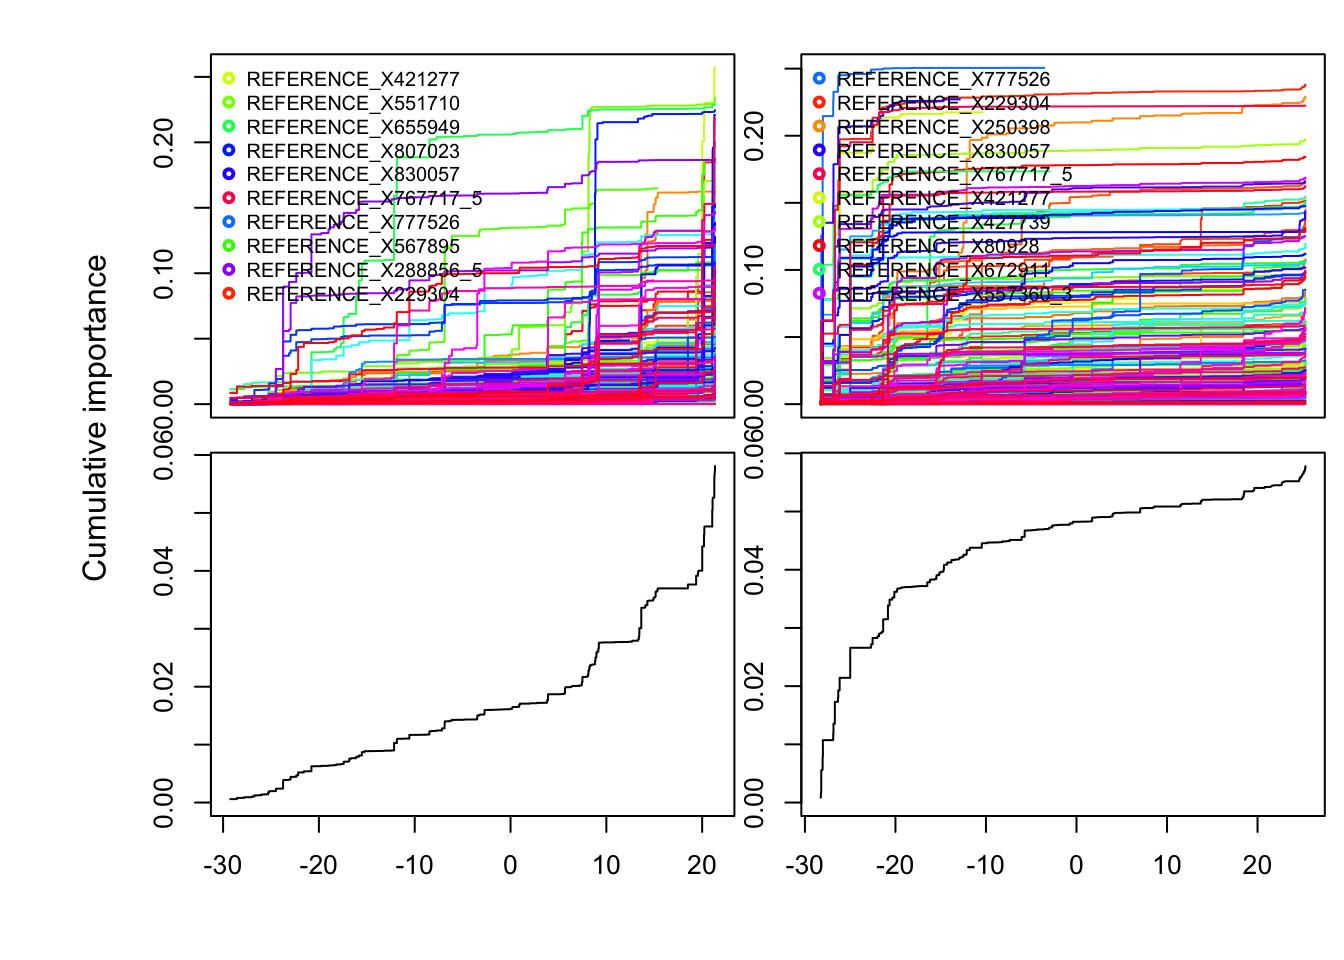 REFERENCE_X421277
REFERENCE_X551710
REFERENCE_X655949
REFERENCE_X807023
REFERENCE_X830057
REFERENCE_X767717_5
REFERENCE_X777526
REFERENCE_X567895
REFERENCE_X288856_5
REFERENCE_X229304
0.00 0.10 0.20
REFERENCE_X777526
REFERENCE_X229304
REFERENCE_X250398
REFERENCE_X830057
REFERENCE_X767717_5
REFERENCE_X421277
REFERENCE_X427739
REFERENCE_X80928
REFERENCE_X672911
REFERENCE_X557360_3
0.00 0.10 0.20
Cumulative importance
0.00 0.02 0.04 0.06
-30 -20 -10 0 10 20
0.00 0.02 0.04 0.06
-30 -20 -10 0 10 20